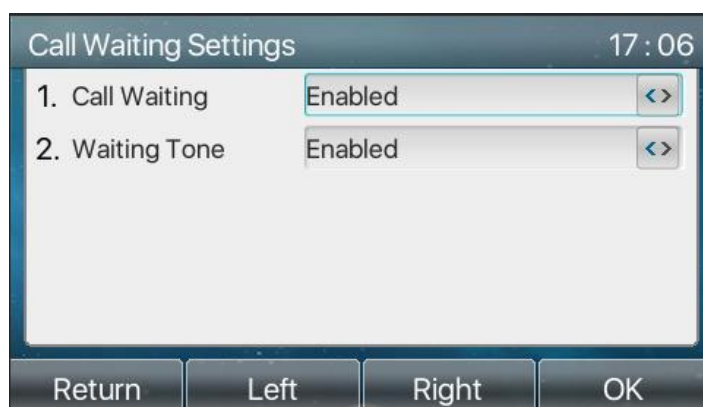 Call Waiting Settings 17:06
1. Call Waiting Enabled <>
2. Waiting Tone Enabled <>
Return Left Right OK